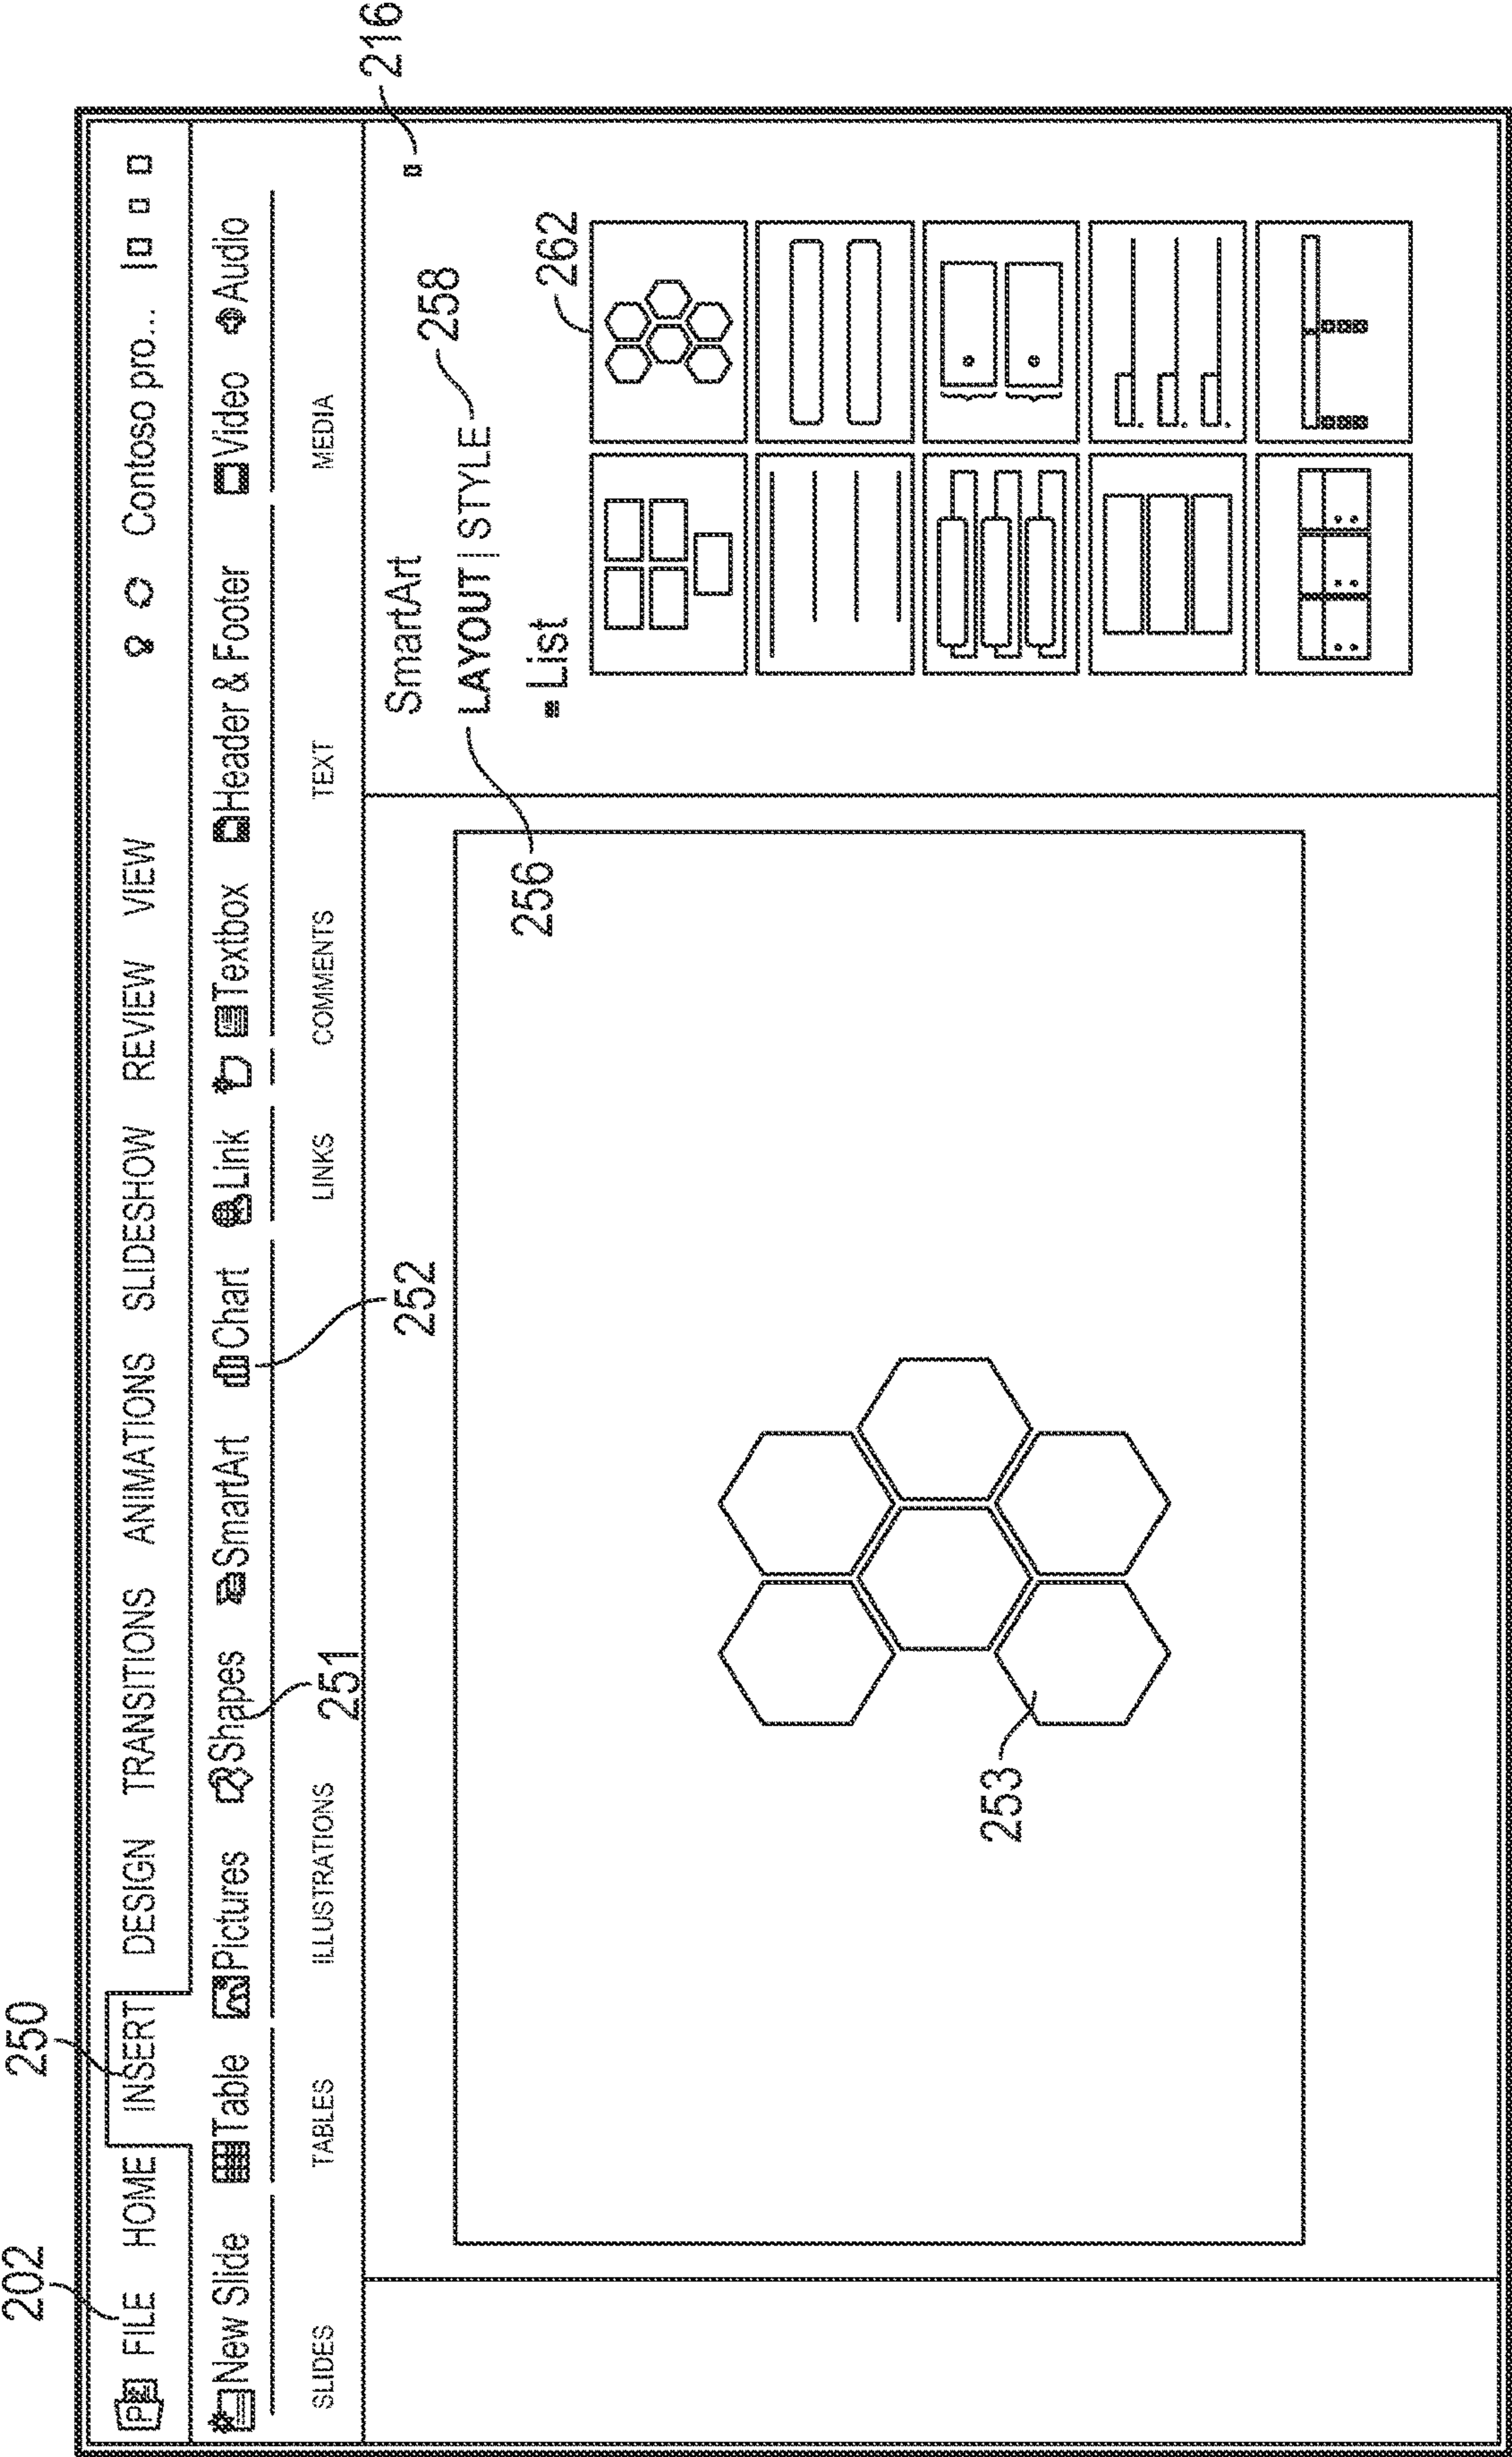 202
250
P FILE HOME INSERT DESIGN TRANSITIONS ANIMATIONS SLIDESHOW REVIEW VIEW Contoso pro...
New Slide Table Pictures Shapes SmartArt Chart Link Textbox Header & Footer Video Audio
SLIDES TABLES ILLUSTRATIONS LINKS COMMENTS TEXT MEDIA
251
252
216
SmartArt
258
LAYOUT | STYLE
256
List
262
253